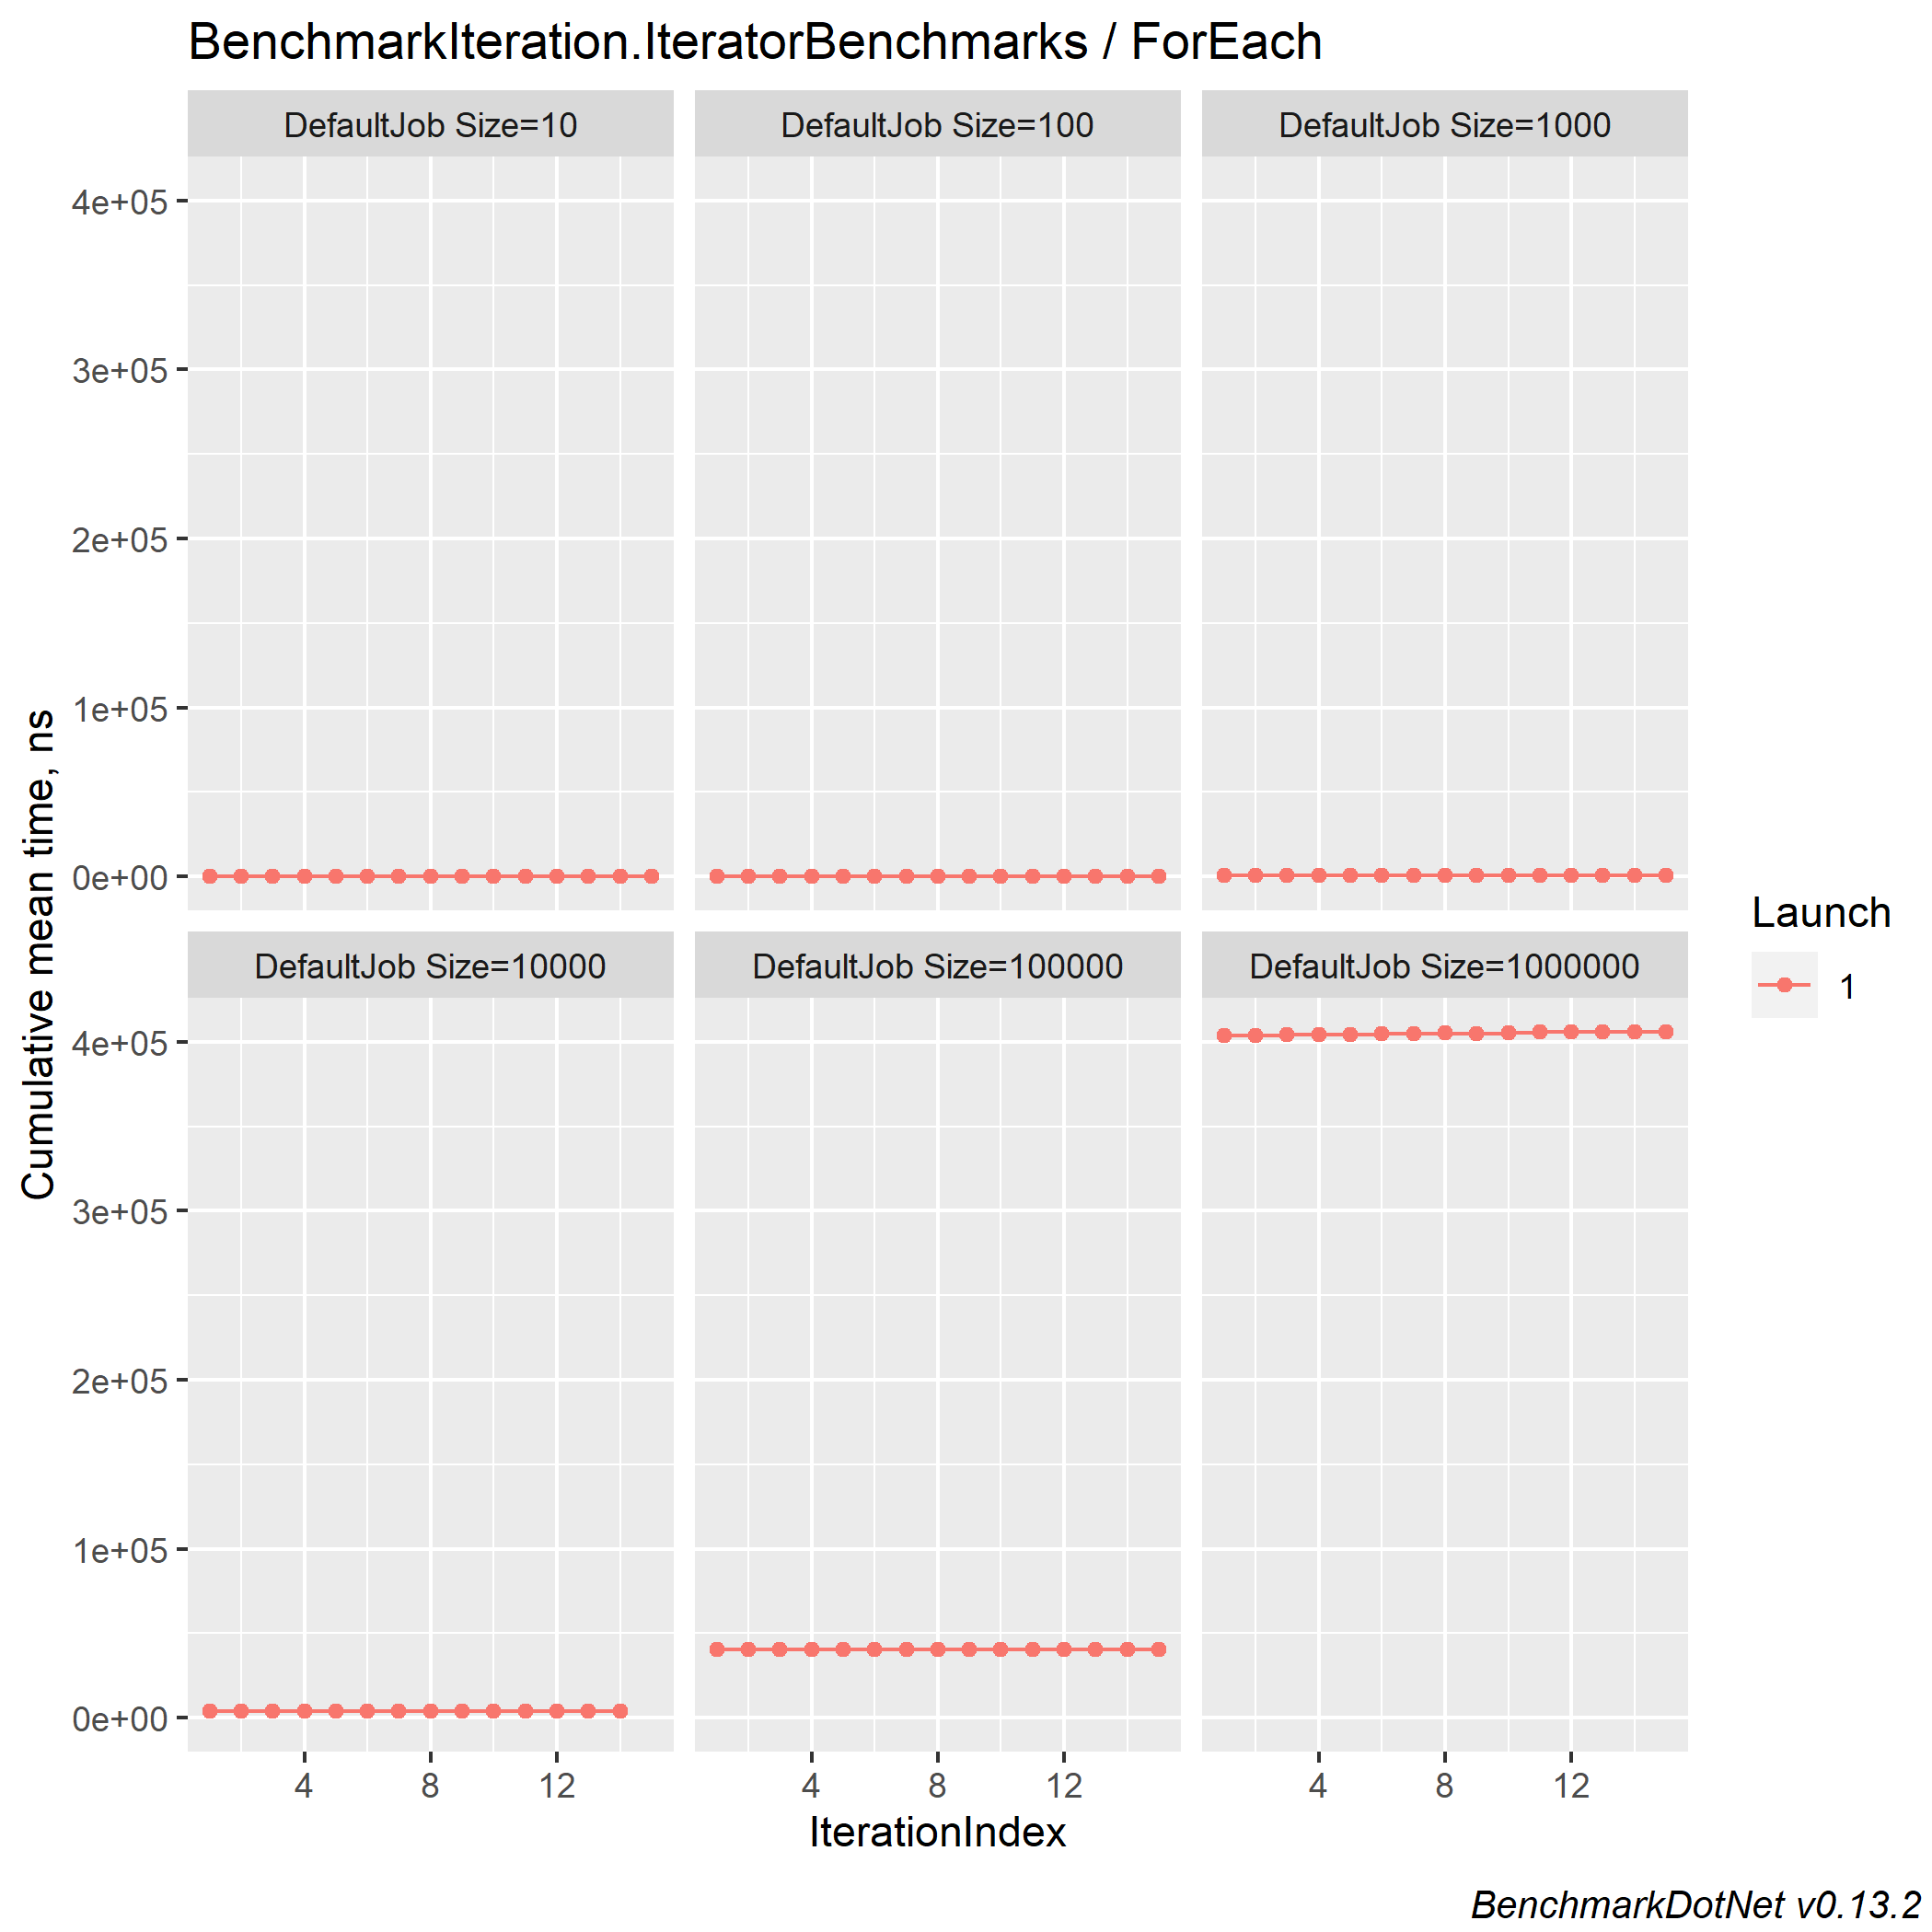 BenchmarkIteration.IteratorBenchmarks / ForEach
DefaultJob Size=10
DefaultJob Size=100
DefaultJob Size=1000
4e+05
3e+05
2e+05
1e+05
0e+00
DefaultJob Size=10000
DefaultJob Size=100000
DefaultJob Size=1000000
4e+05
3e+05
2e+05
1e+05
0e+00
4 8 12
4 8 12
4 8 12
Cumulative mean time, ns
IterationIndex
Launch
1
BenchmarkDotNet v0.13.2